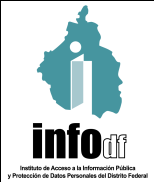 infodf
Instituto de Acceso a la Información Pública
y Protección de Datos Personales del Distrito Federal